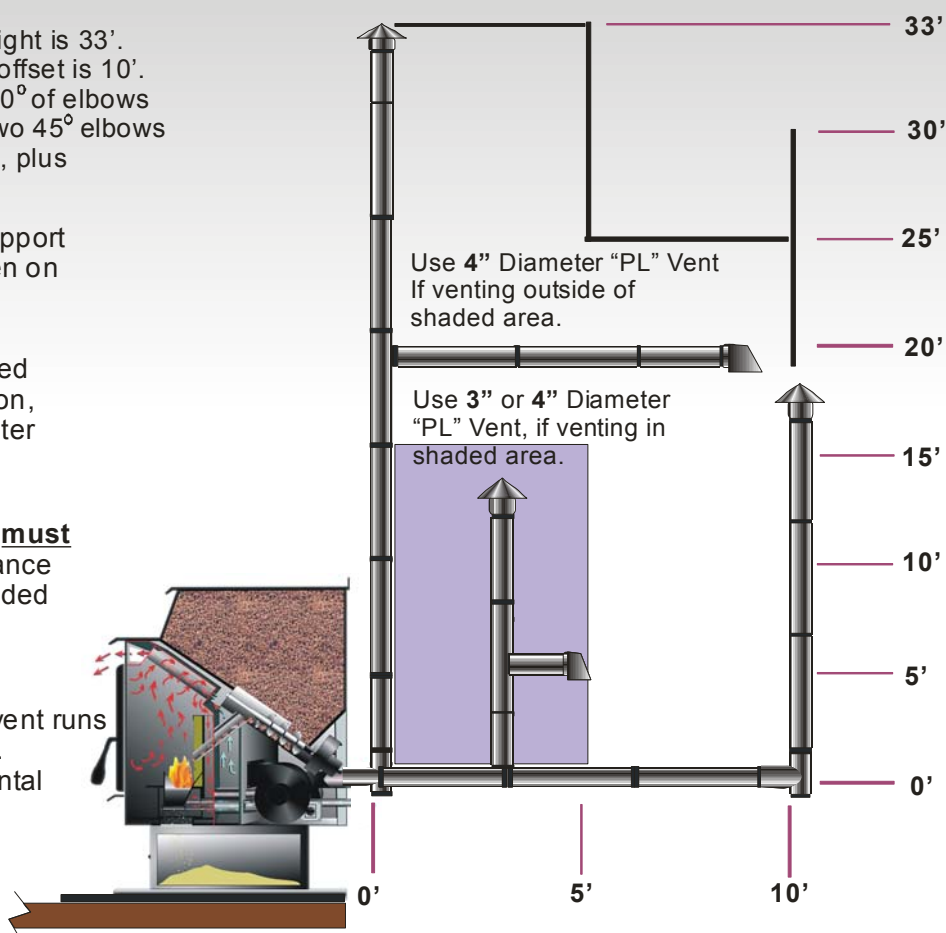 ight is 33’.
offset is 10’.
0° of elbows
wo 45° elbows
, plus
pport
en on
ed
on,
ter
must
ance
ded
vent runs
.
ntal
Use 4” Diameter “PL” Vent
If venting outside of
shaded area.
Use 3” or 4” Diameter
“PL” Vent, if venting in
shaded area.
33’
30’
25’
20’
15’
10’
5’
0’
0’
5’
10’